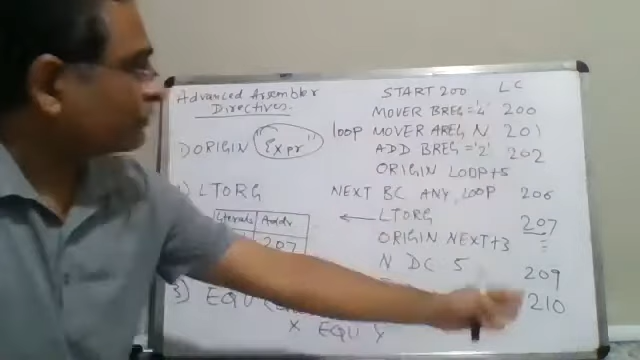 Advanced Assembler
Directives.
1) ORIGIN "Expr"
) LTORG
Literals Addr
207
3) EQU
X EQU Y
START 200 LC
MOVER BREG ='4' 200
loop MOVER AREG N 201
ADD BREG ='2' 202
ORIGIN LOOP+5
NEXT BC ANY, LOOP 206
LTORG 207
ORIGIN NEXT+3
N DC 5 209
210